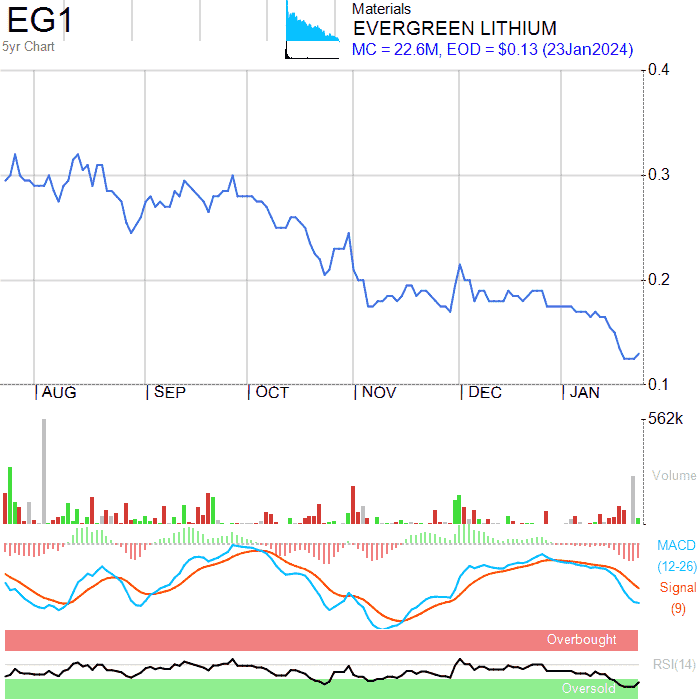 EG1
5yr Chart
Materials
EVERGREEN LITHIUM
MC = 22.6M, EOD = $0.13 (23Jan2024)
0.4
0.3
0.2
0.1
AUG SEP OCT NOV DEC JAN
562k
Volume
MACD
(12-26)
Signal
(9)
Overbought
RSI(14)
Oversold